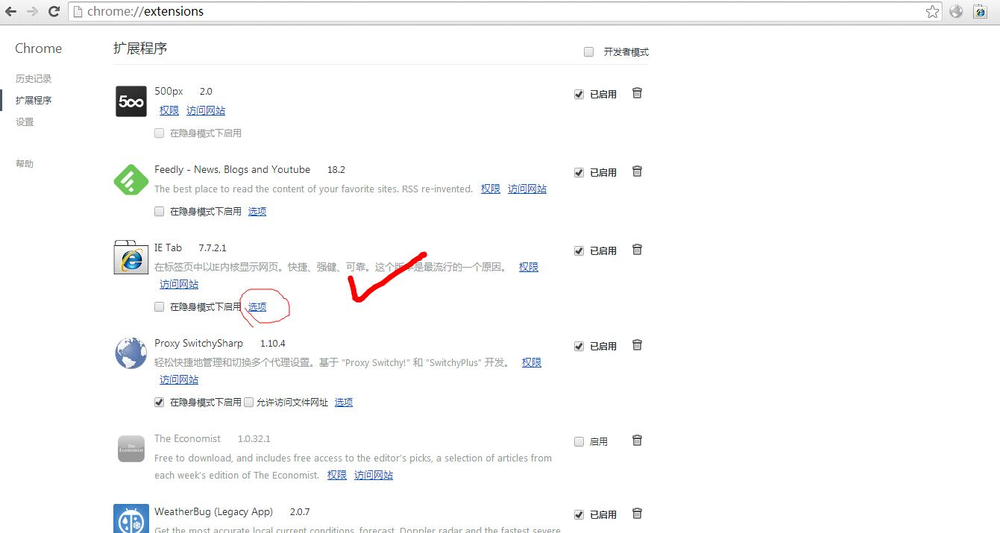 chrome://extensions
Chrome
历史记录
扩展程序
设置
帮助
扩展程序
开发者模式
500
500px 2.0
已启用
权限 访问网站
在隐身模式下启用
Feedly - News, Blogs and Youtube 18.2
已启用
The best place to read the content of your favorite sites. RSS re-invented. 权限 访问网站
在隐身模式下启用 选项
IE Tab 7.7.2.1
已启用
在标签页中以IE内核显示网页。快捷、强健、可靠。这个版本是最流行的一个原因。 权限
访问网站
在隐身模式下启用 选项
Proxy SwitchySharp 1.10.4
已启用
轻松快捷地管理和切换多个代理设置。基于 "Proxy Switchy!" 和 "SwitchyPlus" 开发。 权限
访问网站
在隐身模式下启用 允许访问文件网址 选项
The Economist
The Economist 1.0.32.1
启用
Free to download, and includes free access to the editor's picks, a selection of articles from
each week's edition of The Economist. 权限 访问网站
WeatherBug (Legacy App) 2.0.7
已启用
Get the most accurate local current conditions, forecast, Doppler radar and the fastest severe